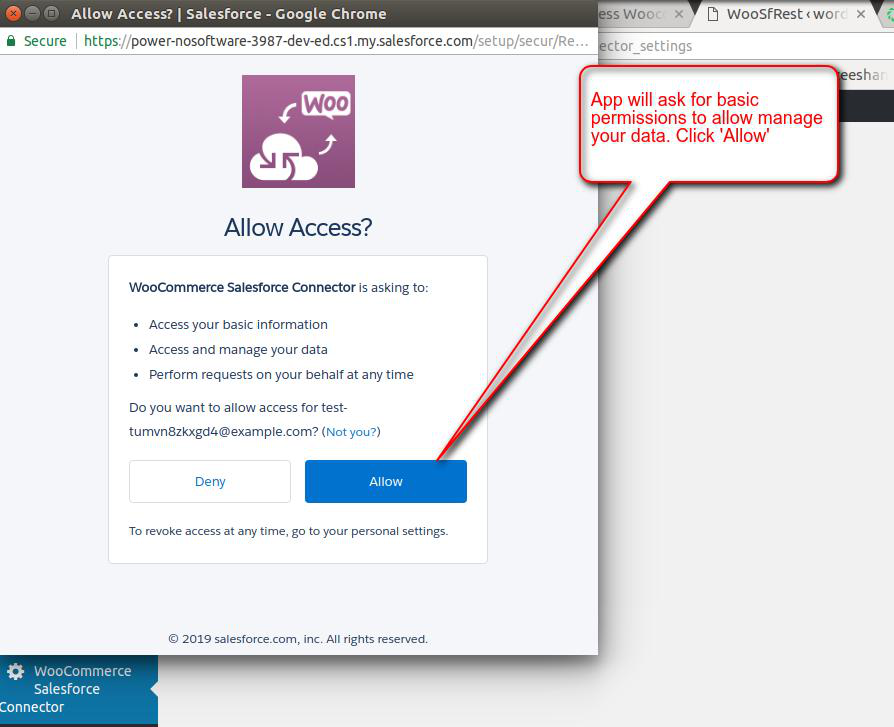 Allow Access? | Salesforce - Google Chrome
ess Wooc
WooSfRest ‹ word
Secure
https://power-nosoftware-3987-dev-ed.cs1.my.salesforce.com/setup/secur/Re...
ector_settings
eeshan
WOO
App will ask for basic
permissions to allow manage
your data. Click 'Allow'
Allow Access?
WooCommerce Salesforce Connector is asking to:
• Access your basic information
• Access and manage your data
• Perform requests on your behalf at any time
Do you want to allow access for test-
tumvn8zkxgd4@example.com? (Not you?)
Deny
Allow
To revoke access at any time, go to your personal settings.
© 2019 salesforce.com, inc. All rights reserved.
WooCommerce
Salesforce
Connector